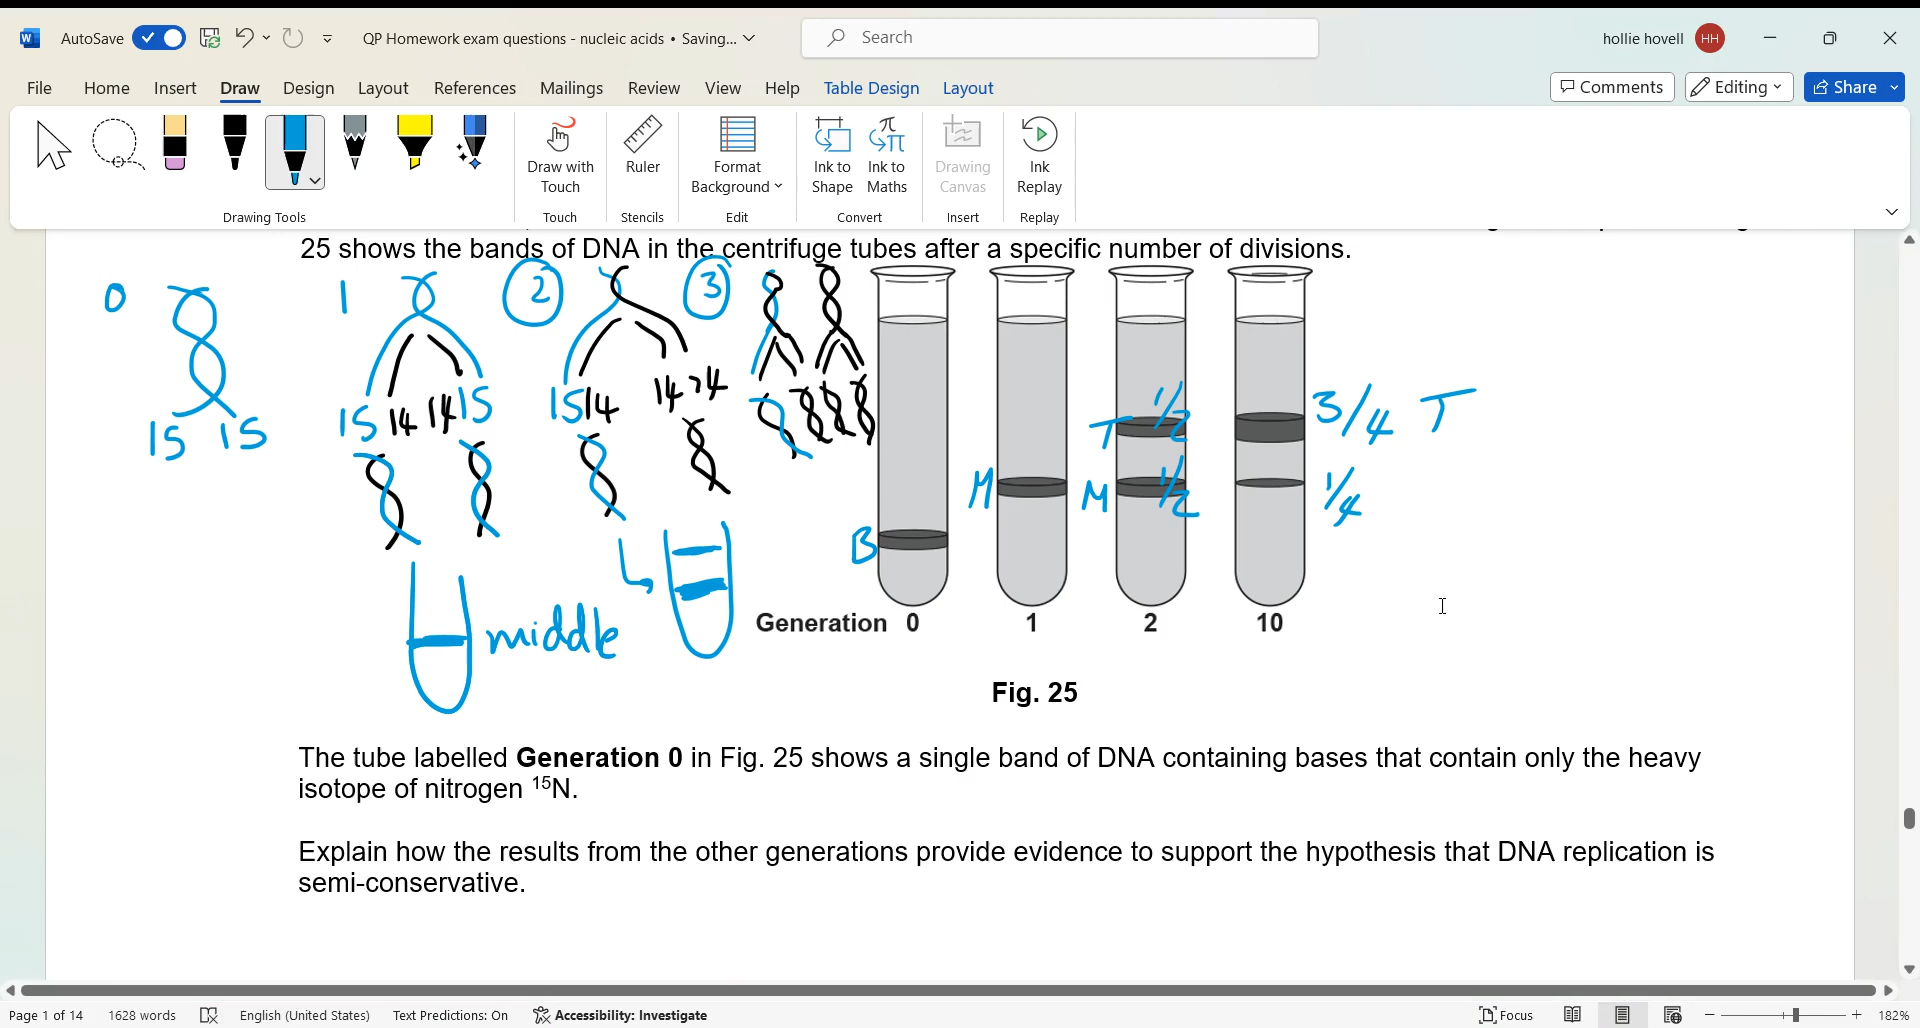 AutoSave
QP Homework exam questions - nucleic acids • Saving...
Search
hollie hovell
HH
File Home Insert Draw Design Layout References Mailings Review View Help Table Design Layout
Comments
Editing
Share
Draw with Touch
Ruler
Format Background
Ink to Shape
Ink to Maths
Drawing Canvas
Ink Replay
Drawing Tools
Touch
Stencils
Edit
Convert
Insert
Replay
25 shows the bands of DNA in the centrifuge tubes after a specific number of divisions.
0
1
2
3
15 15
15 14 14 15
15 14 14 14
middle
B
M
T 1/2
M 1/2
3/4 T
1/4
Generation 0 1 2 10
Fig. 25
The tube labelled Generation 0 in Fig. 25 shows a single band of DNA containing bases that contain only the heavy
isotope of nitrogen ¹⁵N.
Explain how the results from the other generations provide evidence to support the hypothesis that DNA replication is
semi-conservative.
Page 1 of 14
1628 words
English (United States)
Text Predictions: On
Accessibility: Investigate
Focus
182%